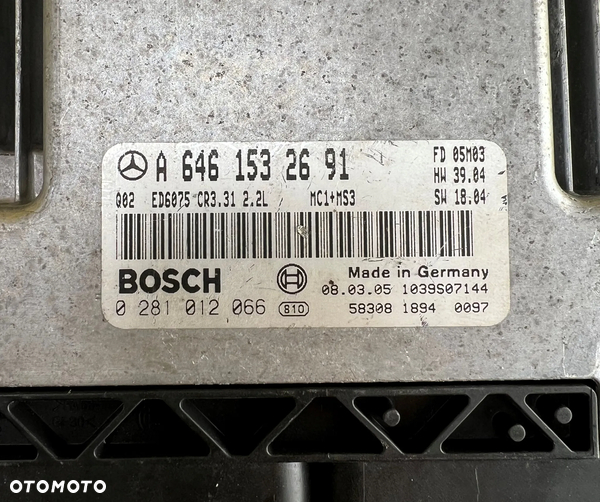 A 646 153 26 91
FD 05M03
HW 39.04
Q02 ED6075 CR3.31 2.2L MC1+MS3 SW 18.04
BOSCH
Made in Germany
08.03.05 1039S07144
0 281 012 066 B10 58308 1894 0097
OTOMOTO
OTOMOTO